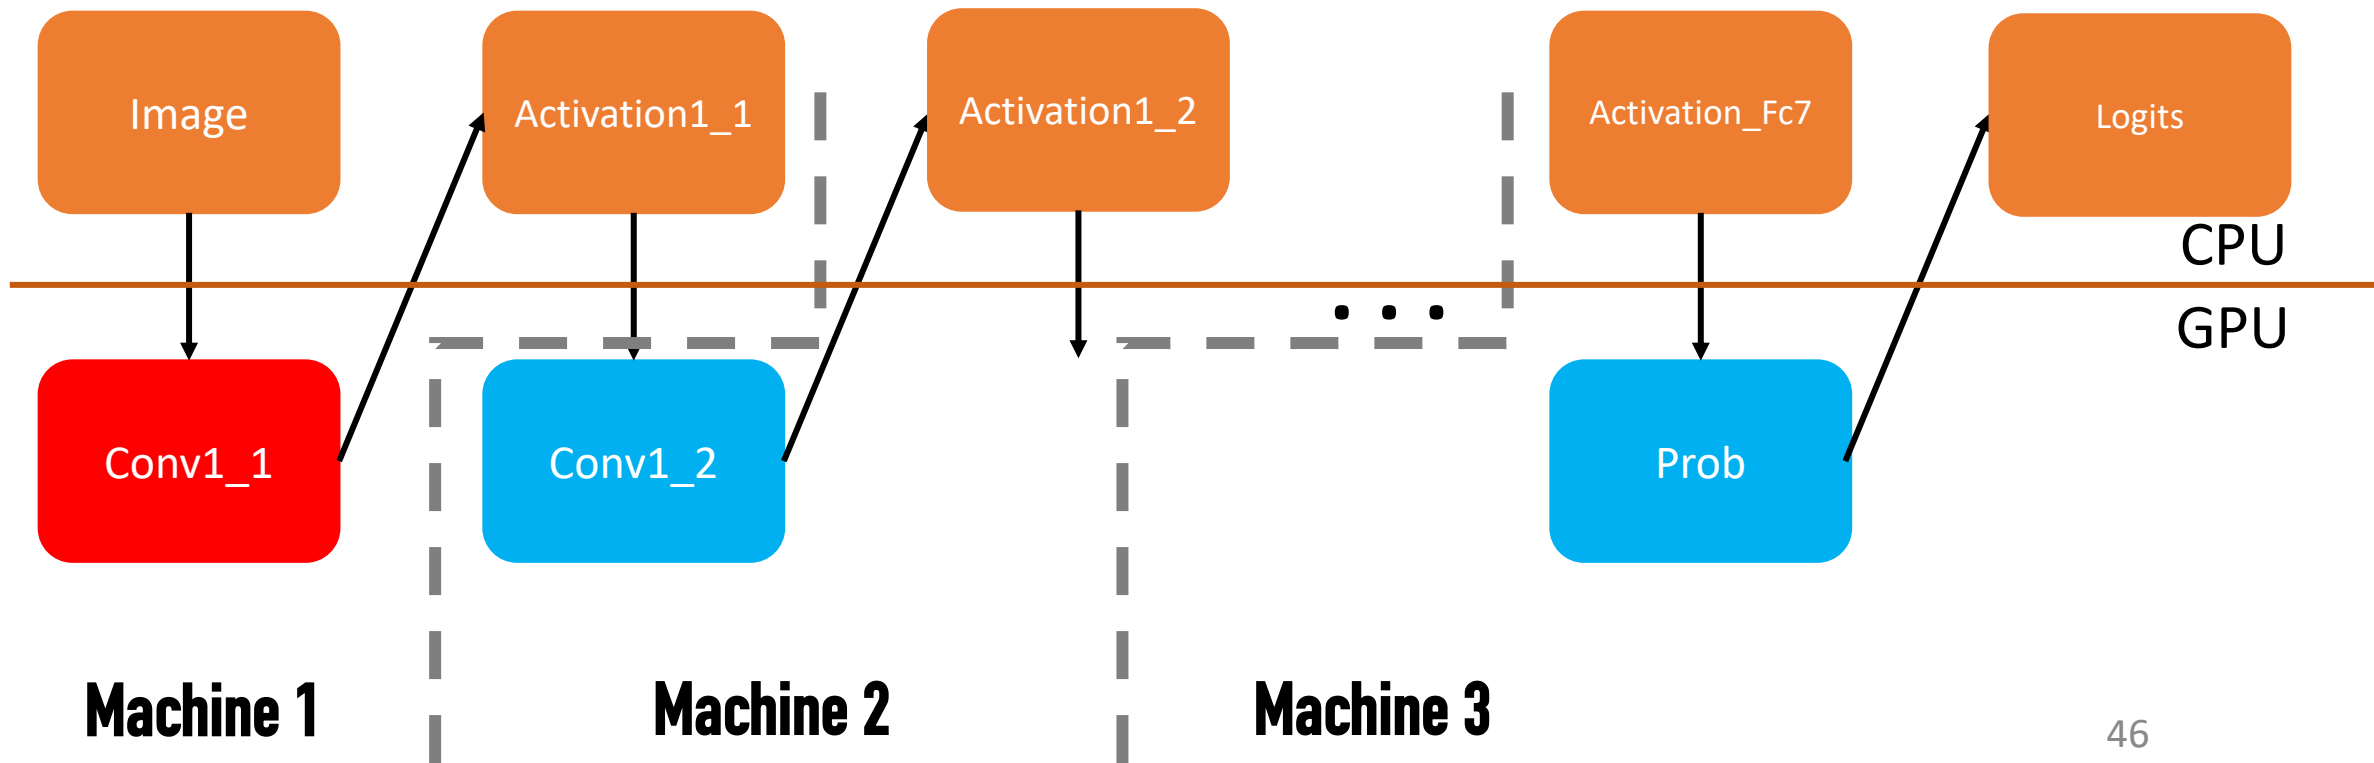 Image
Activation1_1
Activation1_2
Activation_Fc7
Logits
CPU
GPU
. . .
Conv1_1
Conv1_2
Prob
Machine 1
Machine 2
Machine 3
46